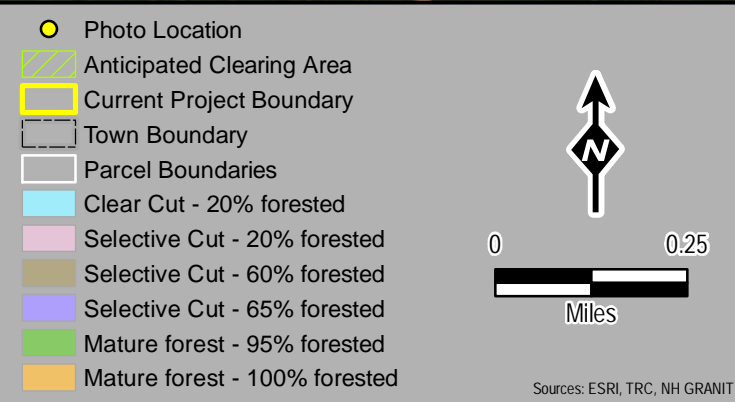 Photo Location
Anticipated Clearing Area
Current Project Boundary
Town Boundary
Parcel Boundaries
Clear Cut - 20% forested
Selective Cut - 20% forested
Selective Cut - 60% forested
Selective Cut - 65% forested
Mature forest - 95% forested
Mature forest - 100% forested
N
0 0.25
Miles
Sources: ESRI, TRC, NH GRANIT